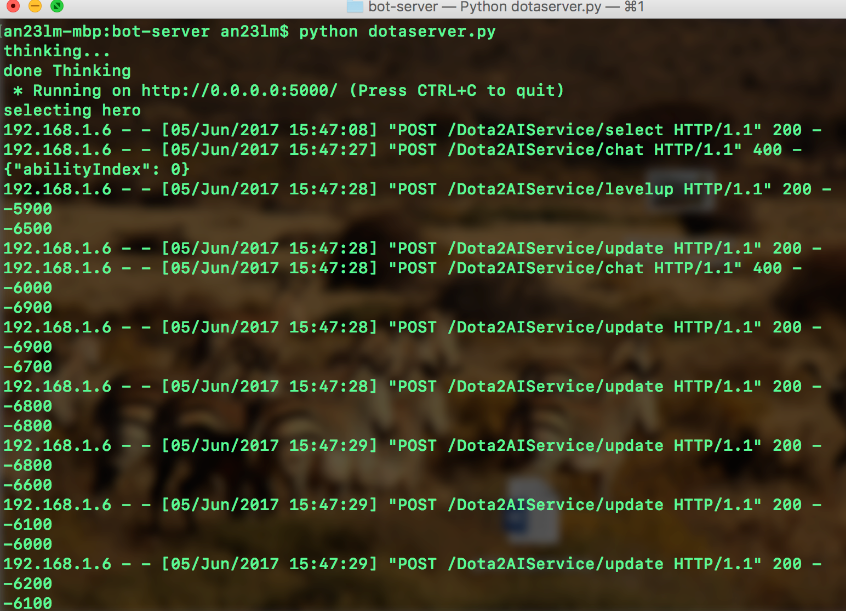 bot-server — Python dotaserver.py — ⌘1
an23lm-mbp:bot-server an23lm$ python dotaserver.py
thinking...
done Thinking
 * Running on http://0.0.0.0:5000/ (Press CTRL+C to quit)
selecting hero
192.168.1.6 - - [05/Jun/2017 15:47:08] "POST /Dota2AIService/select HTTP/1.1" 200 -
192.168.1.6 - - [05/Jun/2017 15:47:27] "POST /Dota2AIService/chat HTTP/1.1" 400 -
{"abilityIndex": 0}
192.168.1.6 - - [05/Jun/2017 15:47:28] "POST /Dota2AIService/levelup HTTP/1.1" 200 -
-5900
-6500
192.168.1.6 - - [05/Jun/2017 15:47:28] "POST /Dota2AIService/update HTTP/1.1" 200 -
192.168.1.6 - - [05/Jun/2017 15:47:28] "POST /Dota2AIService/chat HTTP/1.1" 400 -
-6000
-6900
192.168.1.6 - - [05/Jun/2017 15:47:28] "POST /Dota2AIService/update HTTP/1.1" 200 -
-6900
-6700
192.168.1.6 - - [05/Jun/2017 15:47:28] "POST /Dota2AIService/update HTTP/1.1" 200 -
-6800
-6800
192.168.1.6 - - [05/Jun/2017 15:47:29] "POST /Dota2AIService/update HTTP/1.1" 200 -
-6800
-6600
192.168.1.6 - - [05/Jun/2017 15:47:29] "POST /Dota2AIService/update HTTP/1.1" 200 -
-6100
-6000
192.168.1.6 - - [05/Jun/2017 15:47:29] "POST /Dota2AIService/update HTTP/1.1" 200 -
-6200
-6100